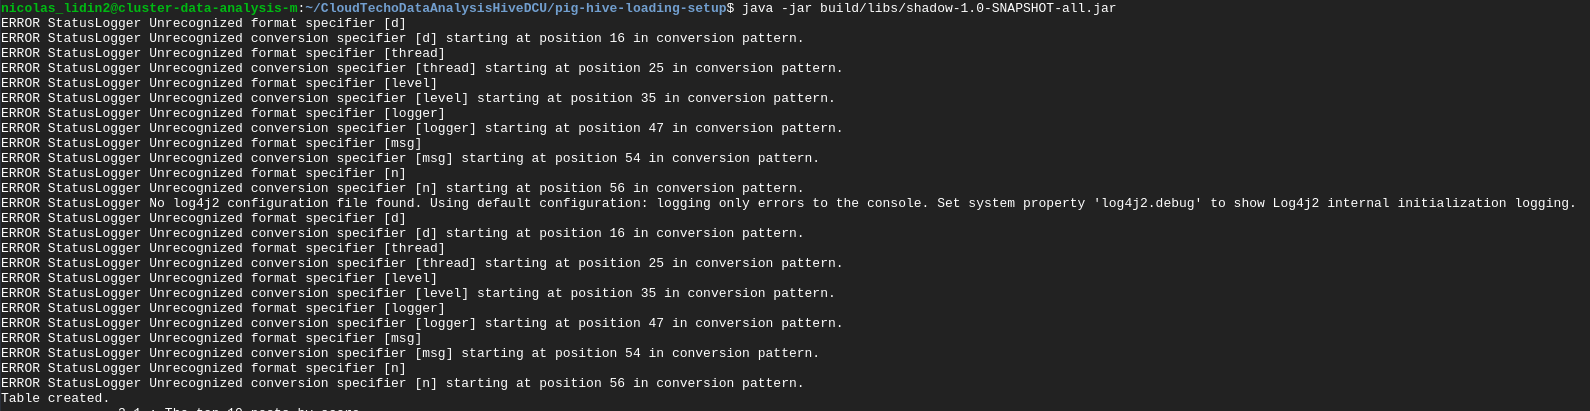 nicolas_lidin2@cluster-data-analysis-m:~/CloudTechoDataAnalysisHiveDCU/pig-hive-loading-setup$ java -jar build/libs/shadow-1.0-SNAPSHOT-all.jar
ERROR StatusLogger Unrecognized format specifier [d]
ERROR StatusLogger Unrecognized conversion specifier [d] starting at position 16 in conversion pattern.
ERROR StatusLogger Unrecognized format specifier [thread]
ERROR StatusLogger Unrecognized conversion specifier [thread] starting at position 25 in conversion pattern.
ERROR StatusLogger Unrecognized format specifier [level]
ERROR StatusLogger Unrecognized conversion specifier [level] starting at position 35 in conversion pattern.
ERROR StatusLogger Unrecognized format specifier [logger]
ERROR StatusLogger Unrecognized conversion specifier [logger] starting at position 47 in conversion pattern.
ERROR StatusLogger Unrecognized format specifier [msg]
ERROR StatusLogger Unrecognized conversion specifier [msg] starting at position 54 in conversion pattern.
ERROR StatusLogger Unrecognized format specifier [n]
ERROR StatusLogger Unrecognized conversion specifier [n] starting at position 56 in conversion pattern.
ERROR StatusLogger No log4j2 configuration file found. Using default configuration: logging only errors to the console. Set system property 'log4j2.debug' to show Log4j2 internal initialization logging.
ERROR StatusLogger Unrecognized format specifier [d]
ERROR StatusLogger Unrecognized conversion specifier [d] starting at position 16 in conversion pattern.
ERROR StatusLogger Unrecognized format specifier [thread]
ERROR StatusLogger Unrecognized conversion specifier [thread] starting at position 25 in conversion pattern.
ERROR StatusLogger Unrecognized format specifier [level]
ERROR StatusLogger Unrecognized conversion specifier [level] starting at position 35 in conversion pattern.
ERROR StatusLogger Unrecognized format specifier [logger]
ERROR StatusLogger Unrecognized conversion specifier [logger] starting at position 47 in conversion pattern.
ERROR StatusLogger Unrecognized format specifier [msg]
ERROR StatusLogger Unrecognized conversion specifier [msg] starting at position 54 in conversion pattern.
ERROR StatusLogger Unrecognized format specifier [n]
ERROR StatusLogger Unrecognized conversion specifier [n] starting at position 56 in conversion pattern.
Table created.